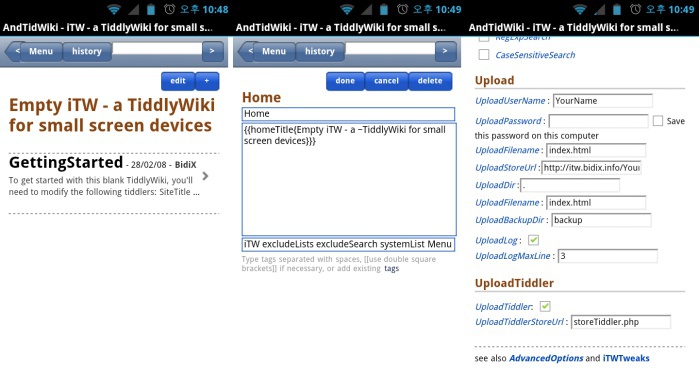 오후 10:48
AndTidWiki - iTW - a TiddlyWiki for small s...
< Menu history >
edit +
Empty iTW - a TiddlyWiki
for small screen devices
GettingStarted - 28/02/08 - BidiX
To get started with this blank TiddlyWiki, you'll
need to modify the following tiddlers: SiteTitle ...
오후 10:49
AndTidWiki - iTW - a TiddlyWiki for small s...
< Menu history >
done cancel delete
Home
Home
{{homeTitle{Empty iTW - a ~TiddlyWiki for small
screen devices}}}
iTW excludeLists excludeSearch systemList Menu
Type tags separated with spaces, [[use double square
brackets]] if necessary, or add existing tags
오후 10:49
AndTidWiki - iTW - a TiddlyWiki for small s...
RegExpSearch
CaseSensitiveSearch
Upload
UploadUserName : YourName
UploadPassword : Save
this password on this computer
UploadFilename : index.html
UploadStoreUrl : http://itw.bidix.info/Your
UploadDir : .
UploadFilename : index.html
UploadBackupDir : backup
UploadLog :
UploadLogMaxLine : 3
UploadTiddler
UploadTiddler:
UploadTiddlerStoreUrl : storeTiddler.php
see also AdvancedOptions and iTWTweaks